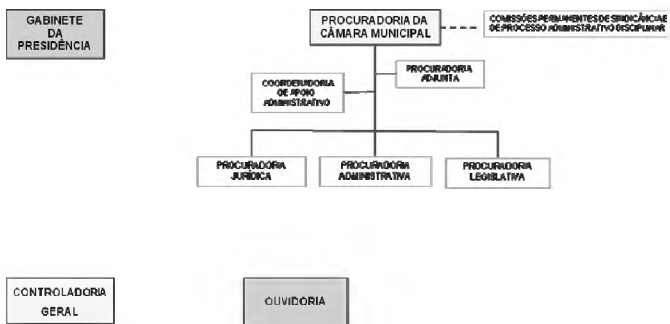 GABINETE
DA
PRESIDÊNCIA
PROCURADORIA DA
CÂMARA MUNICIPAL
COMISSÕES PERMANENTES DE SINDICÂNCIA E
DE PROCESSO ADMINISTRATIVO DISCIPLINAR
PROCURADORIA
ADJUNTA
COORDENADORIA
DE APOIO
ADMINISTRATIVO
PROCURADORIA
JURÍDICA
PROCURADORIA
ADMINISTRATIVA
PROCURADORIA
LEGISLATIVA
CONTROLADORIA
GERAL
OUVIDORIA